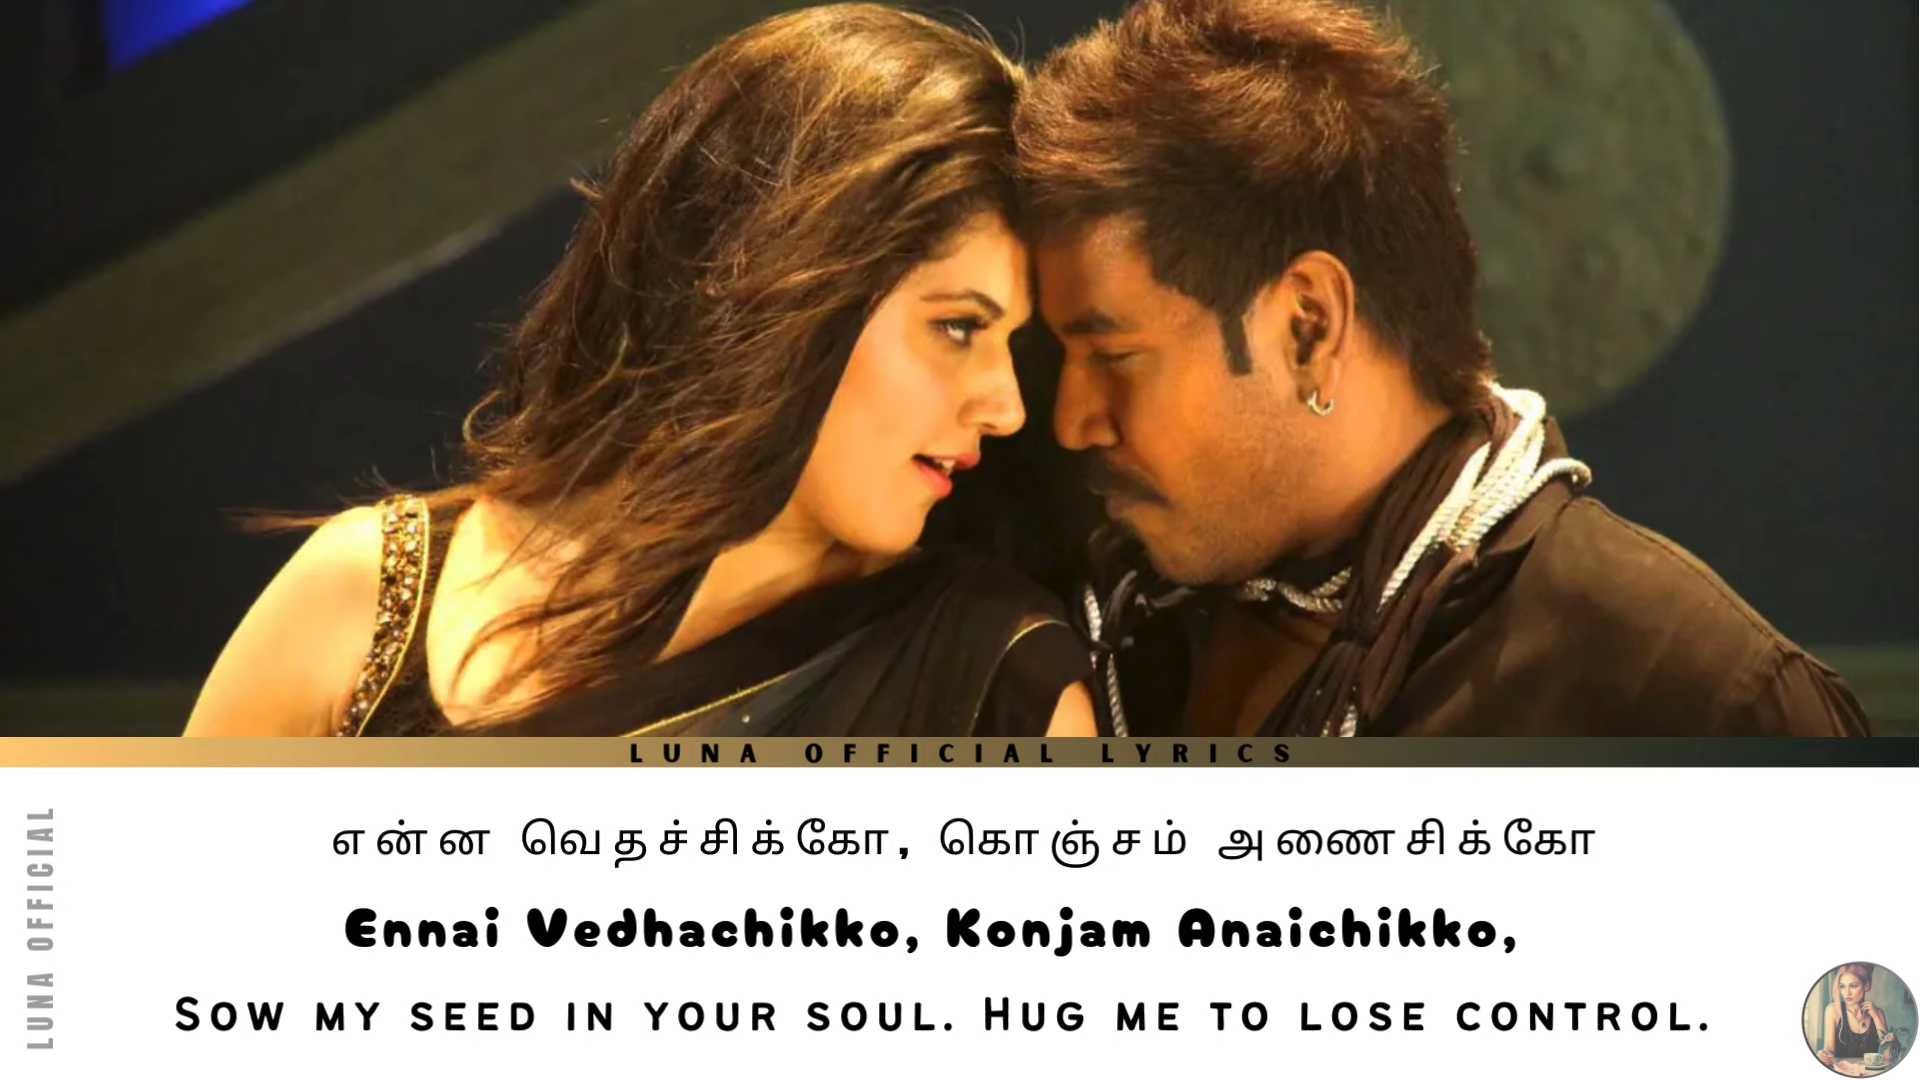 LUNA OFFICIAL LYRICS
என்ன வெதச்சிக்கோ, கொஞ்சம் அணைசிக்கோ
Ennai Vedhachikko, Konjam Anaichikko,
Sow my seed in your soul. Hug me to lose control.
LUNA OFFICIAL